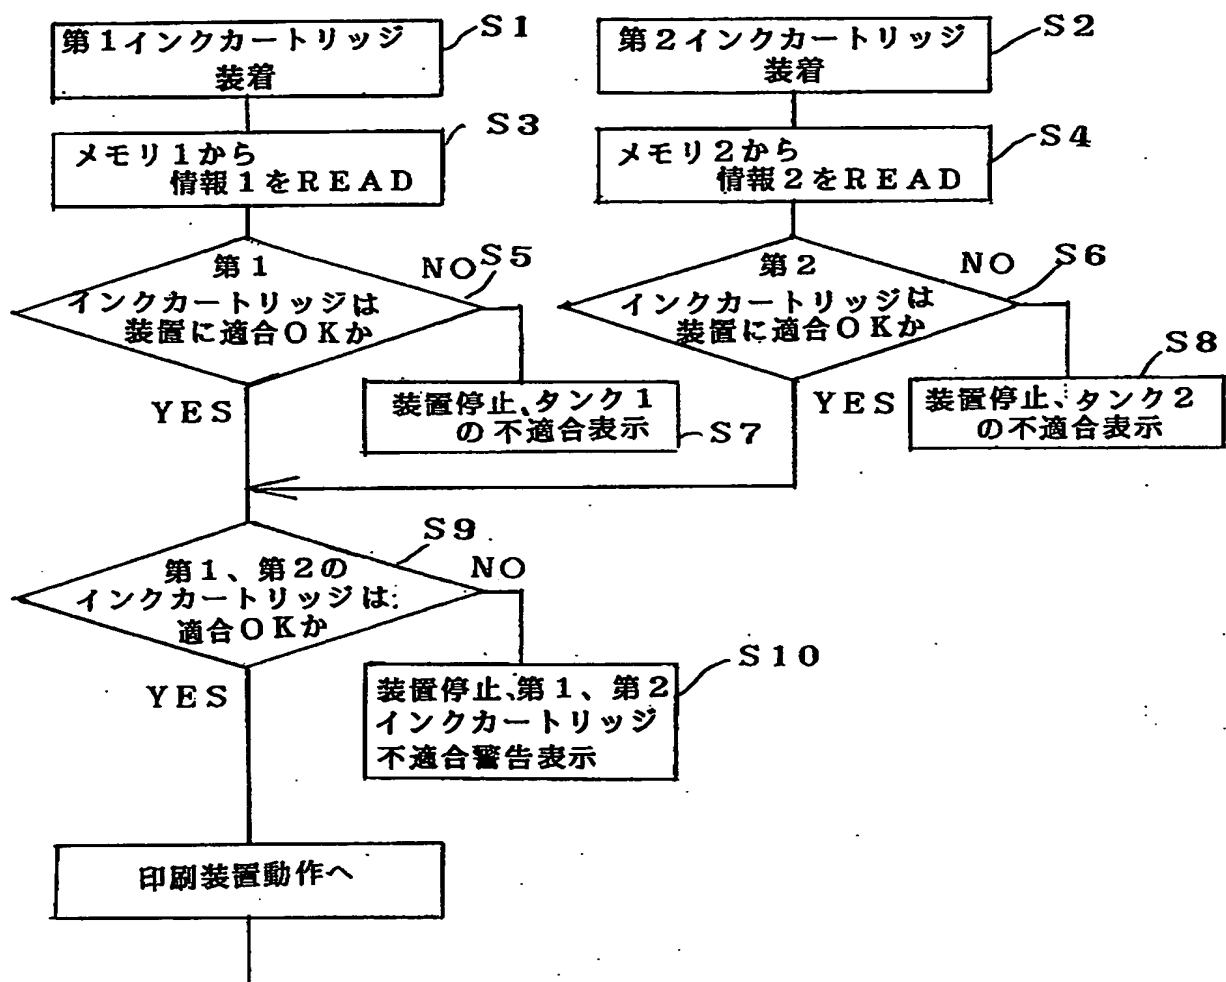 第1インクカートリッジ
装着
S1
第2インクカートリッジ
装着
S2
メモリ1から
情報1をREAD
S3
メモリ2から
情報2をREAD
S4
第1
インクカートリッジは
装置に適合OKか
NO
S5
第2
インクカートリッジは
装置に適合OKか
NO
S6
YES
装置停止、タンク1
の不適合表示
S7
YES
装置停止、タンク2
の不適合表示
S8
第1、第2の
インクカートリッジは
適合OKか
S9
NO
YES
装置停止、第1、第2
インクカートリッジ
不適合警告表示
S10
印刷装置動作へ